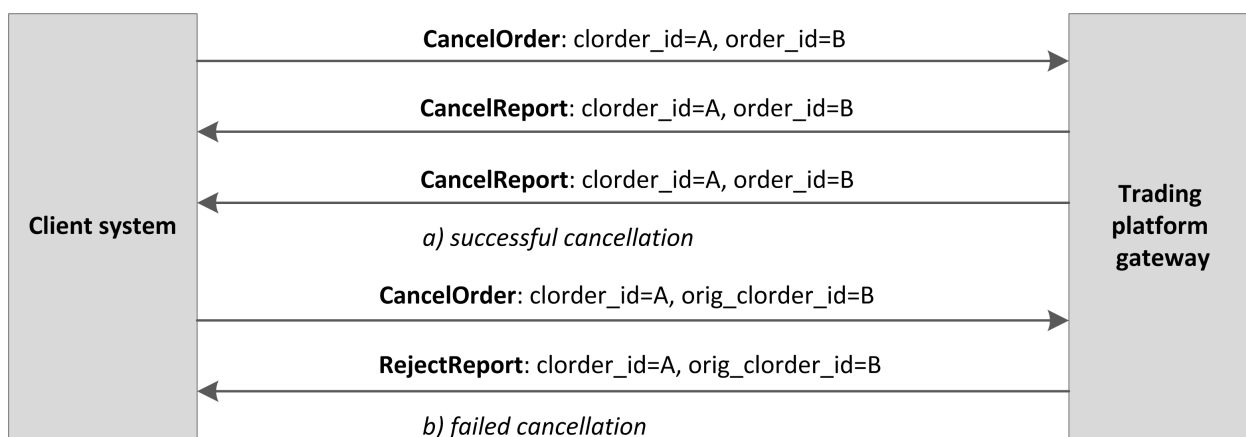 CancelOrder: clorder_id=A, order_id=B
CancelReport: clorder_id=A, order_id=B
CancelReport: clorder_id=A, order_id=B
Client system
a) successful cancellation
Trading
platform
gateway
CancelOrder: clorder_id=A, orig_clorder_id=B
RejectReport: clorder_id=A, orig_clorder_id=B
b) failed cancellation